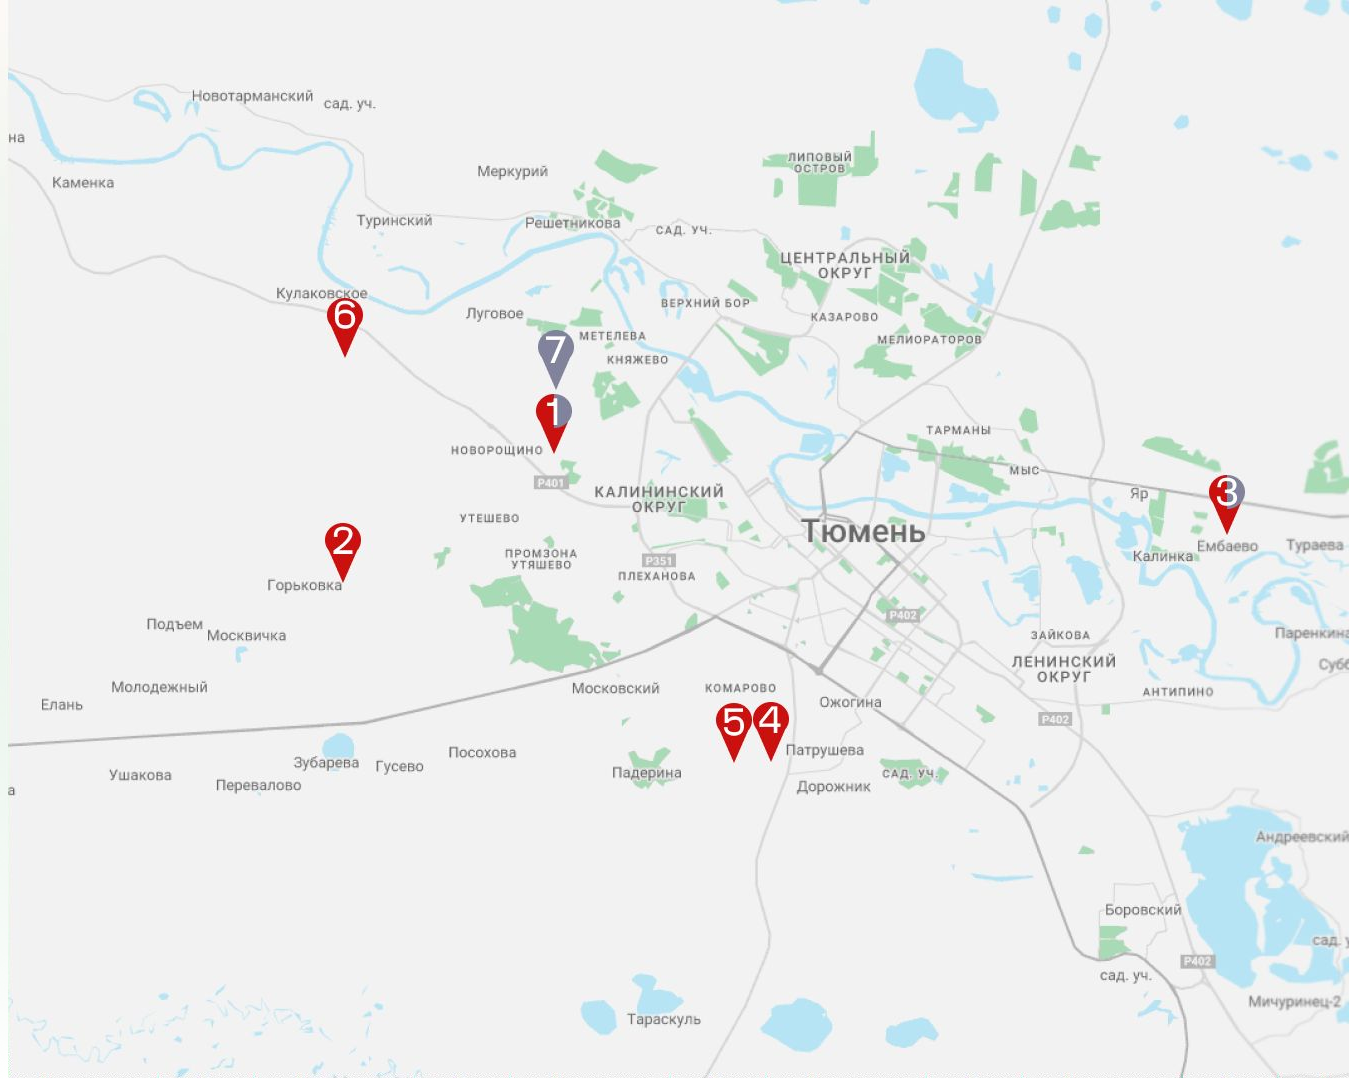 Новотарманский
сад. уч.
на
Каменка
Меркурий
ЛИПОВЫЙ
ОСТРОВ
Туринский
Решетникова
САД. УЧ.
ЦЕНТРАЛЬНЫЙ
ОКРУГ
Кулаковское
6
Луговое
ВЕРХНИЙ БОР
КАЗАРОВО
МЕТЕЛЕВА
МЕЛИОРАТОРОВ
7
КНЯЖЕВО
1
ТАРМАНЫ
НОВОРОЩИНО
МЫС
P401
КАЛИНИНСКИЙ
ОКРУГ
Яр
3
УТЕШЕВО
Тюмень
2
ПРОМЗОНА
УТЯШЕВО
P351
Калинка
Ембаево
Тураева
Горьковка
ПЛЕХАНОВА
P402
Подъем
Москвичка
ЗАЙКОВА
Паренкина
ЛЕНИНСКИЙ
ОКРУГ
Субб
Молодежный
Московский
КОМАРОВО
АНТИПИНО
Елань
Ожогина
5
4
P402
Посохова
Патрушева
Зубарева
Гусево
Падерина
САД. УЧ.
Ушакова
Перевалово
Дорожник
а
Андреевский
Боровский
сад. у
P402
сад. уч.
Мичуринец-2
Тараскуль